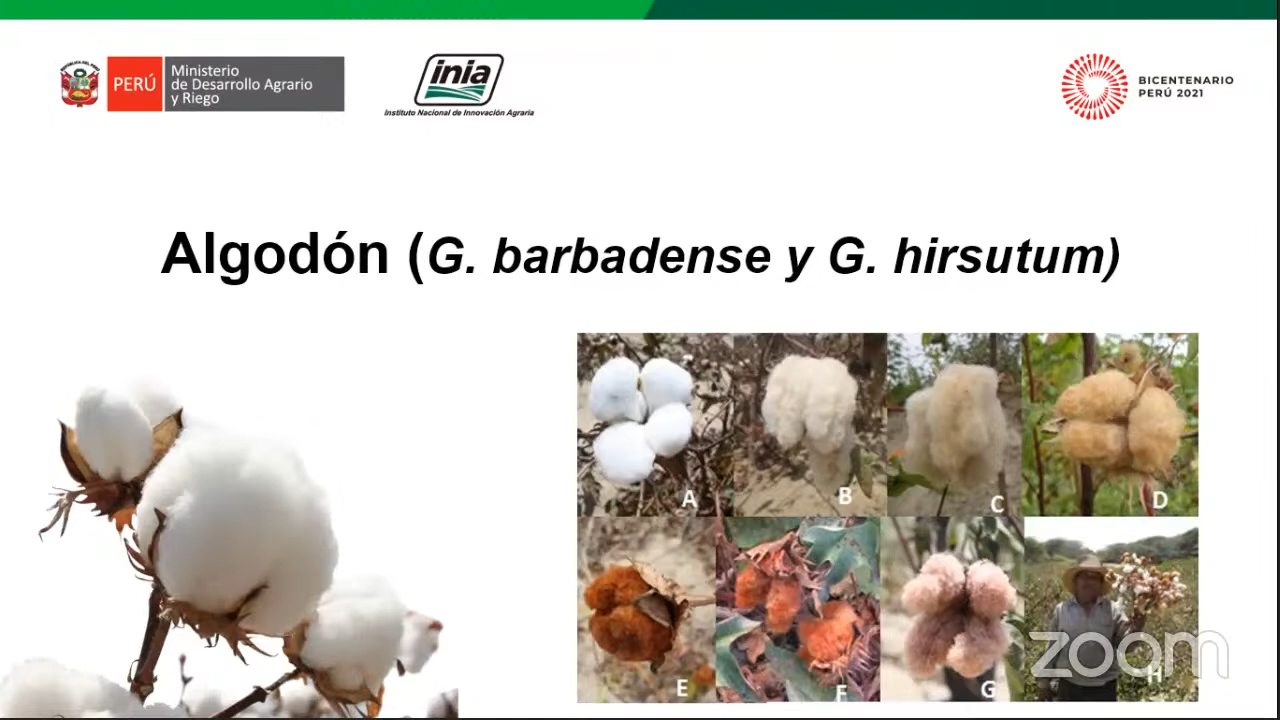 PERÚ
Ministerio
de Desarrollo Agrario
y Riego
inia
Instituto Nacional de Innovación Agraria
BICENTENARIO
PERÚ 2021
Algodón (G. barbadense y G. hirsutum)
A
B
C
D
E
F
G
H
zoom